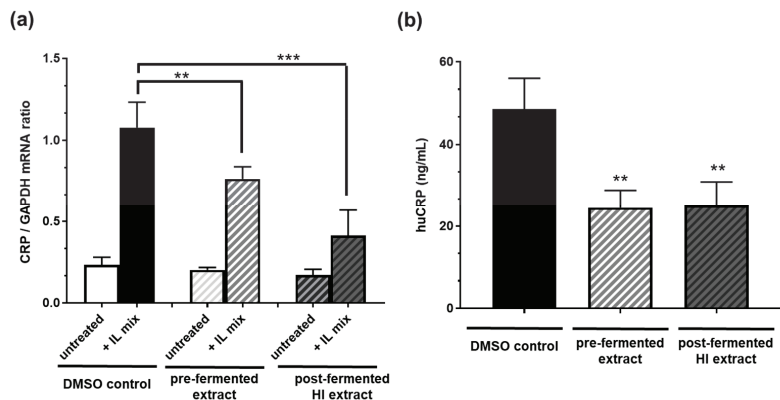 (a)
CRP / GAPDH mRNA ratio
1.5
1.0
0.5
0.0
**
***
untreated
+ IL mix
untreated
+ IL mix
untreated
+ IL mix
DMSO control
pre-fermented
extract
post-fermented
HI extract
(b)
huCRP (ng/mL)
60
40
20
0
**
**
DMSO control
pre-fermented
extract
post-fermented
HI extract